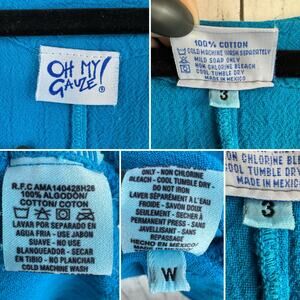 OH MY
GAUZE!®
100% COTTON
COLD MACHINE WASH SEPARATELY
MILD SOAP ONLY
NON CHLORINE BLEACH
COOL TUMBLE DRY
MADE IN MEXICO
3
R.F.C AMA140428H26
100% ALGODON/
COTTON/ COTON
LAVAR POR SEPARADO EN
AGUA FRIA - USE JABON
SUAVE - NO USE
BLANQUEADOR - SECAR
EN TIBIO - NO PLANCHAR
COLD MACHINE WASH
ONLY - NON CHLORINE
BLEACH - COOL TUMBLE DRY -
DO NOT IRON
LAVER SÉPARÉMENT À L'EAU
FROIDE - SAVON DOUX
SEULEMENT - SÉCHER À
PRESSION - SANS
JAVELLISANT - SANS
REPASSAGE
HECHO EN MEXICO/
W
100% COTTON
NON CHLORINE BL
COOL TUMBLE DRY
MADE IN MEXICO
3